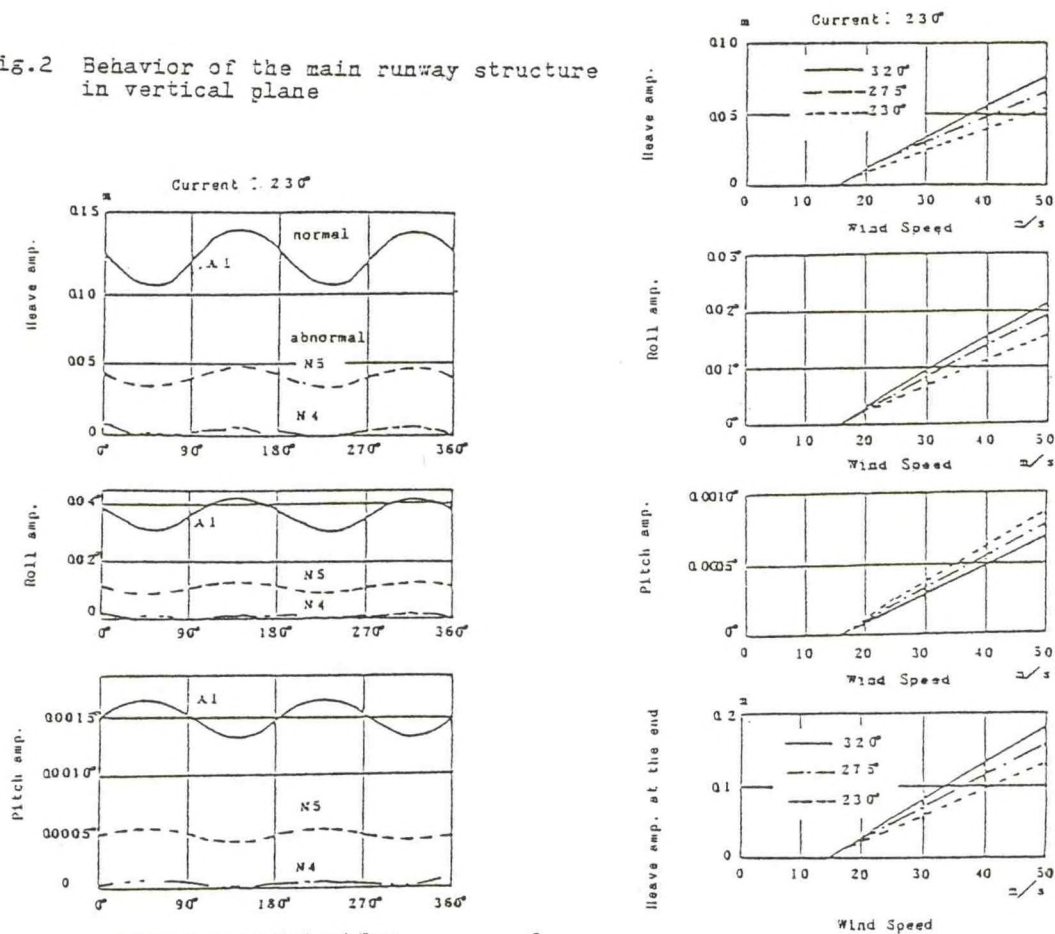 ig.2 Behavior of the main runway structure
in vertical plane
Current : 230°
m
Heave amp.
0.15
0.10
0.05
0
normal
A1
abnormal
N5
N4
0° 90° 180° 270° 360°
Roll amp.
0.04°
0.02°
0
A1
N5
N4
0° 90° 180° 270° 360°
Pitch amp.
0.0015°
0.0010°
0.0005°
0
A1
N5
N4
0° 90° 180° 270° 360°
m Current : 230°
Heave amp.
0.10
0.05
0
320°
275°
230°
0 10 20 30 40 50
Wind Speed m/s
Roll amp.
0.03°
0.02°
0.01°
0°
0 10 20 30 40 50
Wind Speed m/s
Pitch amp.
0.0010°
0.0005°
0°
0 10 20 30 40 50
Wind Speed m/s
Heave amp. at the end
m
0.2
0.1
0
320°
275°
230°
0 10 20 30 40 50
m/s
Wind Speed